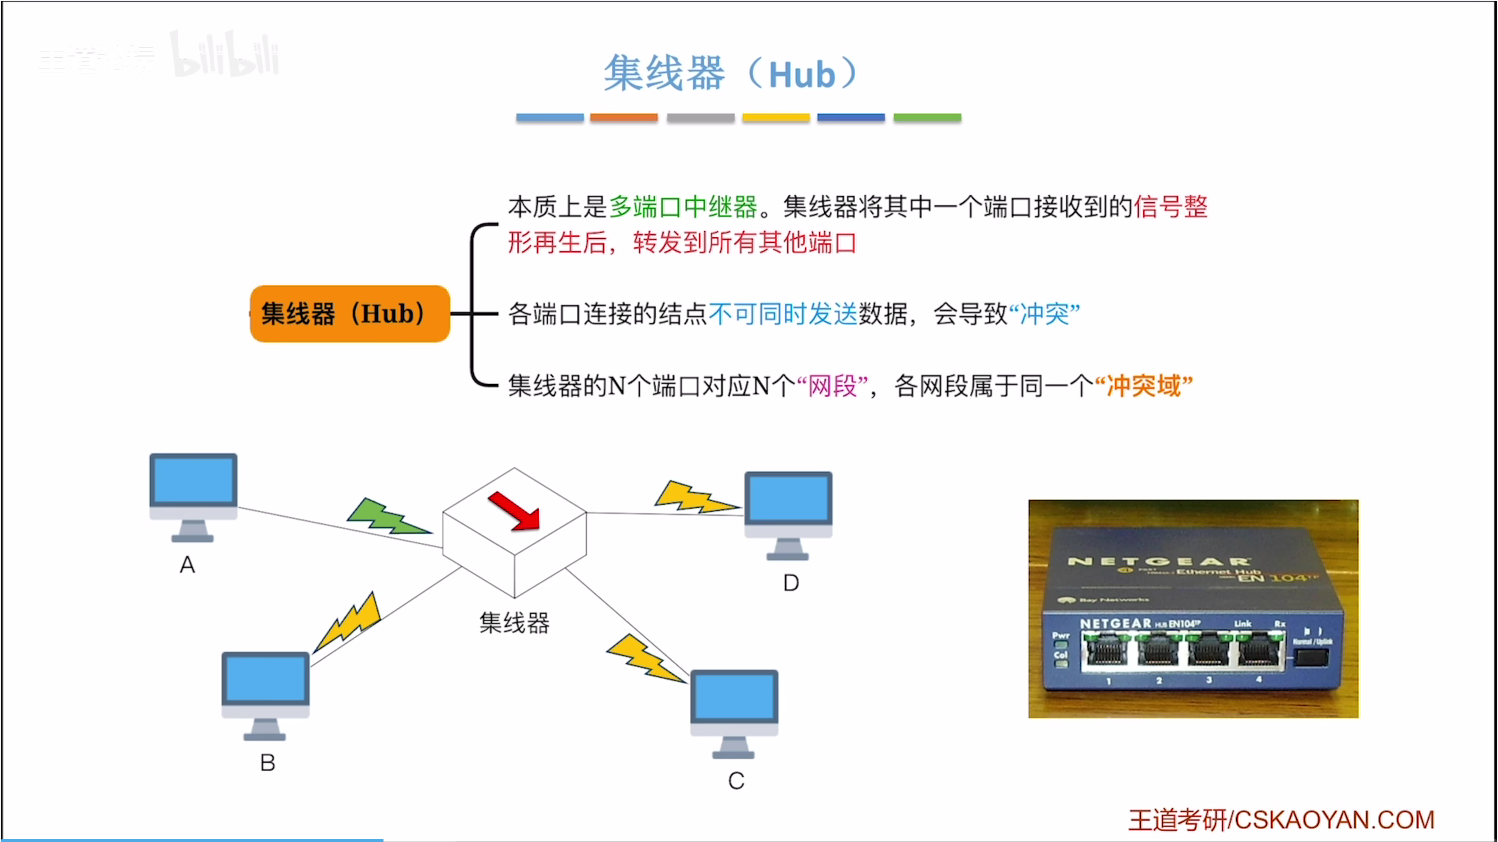 bilibili
集线器（Hub）
本质上是多端口中继器。集线器将其中一个端口接收到的信号整
形再生后，转发到所有其他端口
集线器（Hub）
各端口连接的结点不可同时发送数据，会导致“冲突”
集线器的N个端口对应N个“网段”，各网段属于同一个“冲突域”
A
B
集线器
D
C
NETGEAR
Ethernet Hub
EN 104TP
Bay Networks
NETGEAR HUB EN104TP Link Rx
Pwr
Col
Normal/Uplink
1 2 3 4
王道考研/CSKAOYAN.COM